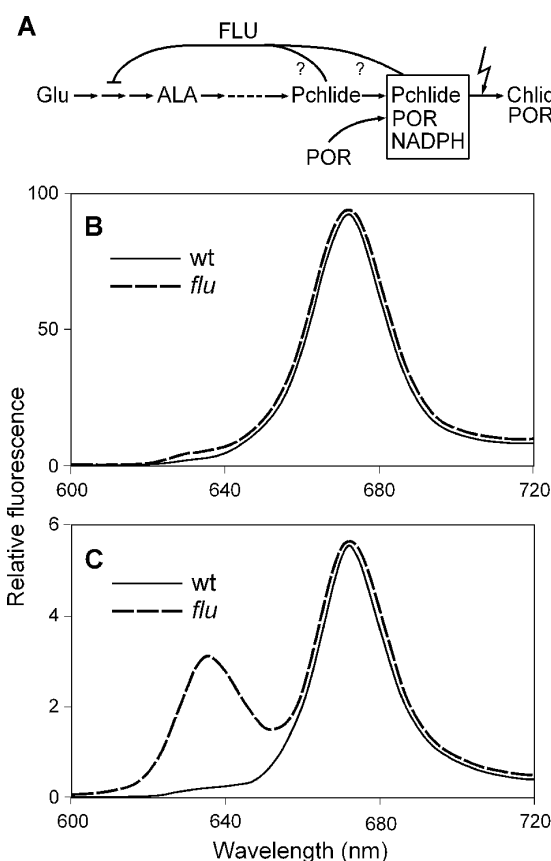 A
FLU
? ?
Glu ALA Pchlide Pchlide Chlic
POR
POR
NADPH
POR
Relative fluorescence
100
B
wt
flu
50
0
600 640 680 720
6
C
wt
flu
4
2
0
600 640 680 720
Wavelength (nm)